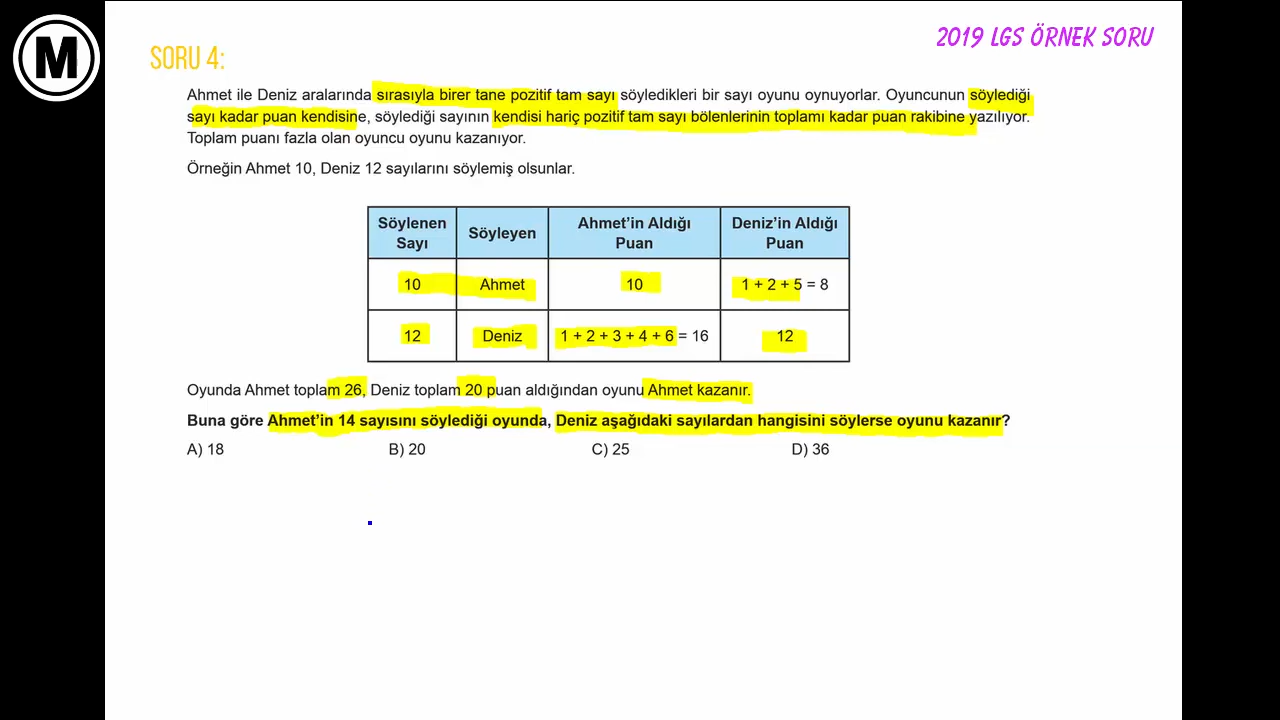 M
2019 LGS ÖRNEK SORU
SORU 4:
Ahmet ile Deniz aralarında sırasıyla birer tane pozitif tam sayı söyledikleri bir sayı oyunu oynuyorlar. Oyuncunun söylediği
sayı kadar puan kendisine, söylediği sayının kendisi hariç pozitif tam sayı bölenlerinin toplamı kadar puan rakibine yazılıyor.
Toplam puanı fazla olan oyuncu oyunu kazanıyor.
Örneğin Ahmet 10, Deniz 12 sayılarını söylemiş olsunlar.
Söylenen Sayı Söyleyen Ahmet’in Aldığı Puan Deniz’in Aldığı Puan
10 Ahmet 10 1 + 2 + 5 = 8
12 Deniz 1 + 2 + 3 + 4 + 6 = 16 12
Oyunda Ahmet toplam 26, Deniz toplam 20 puan aldığından oyunu Ahmet kazanır.
Buna göre Ahmet’in 14 sayısını söylediği oyunda, Deniz aşağıdaki sayılardan hangisini söylerse oyunu kazanır?
A) 18 B) 20 C) 25 D) 36